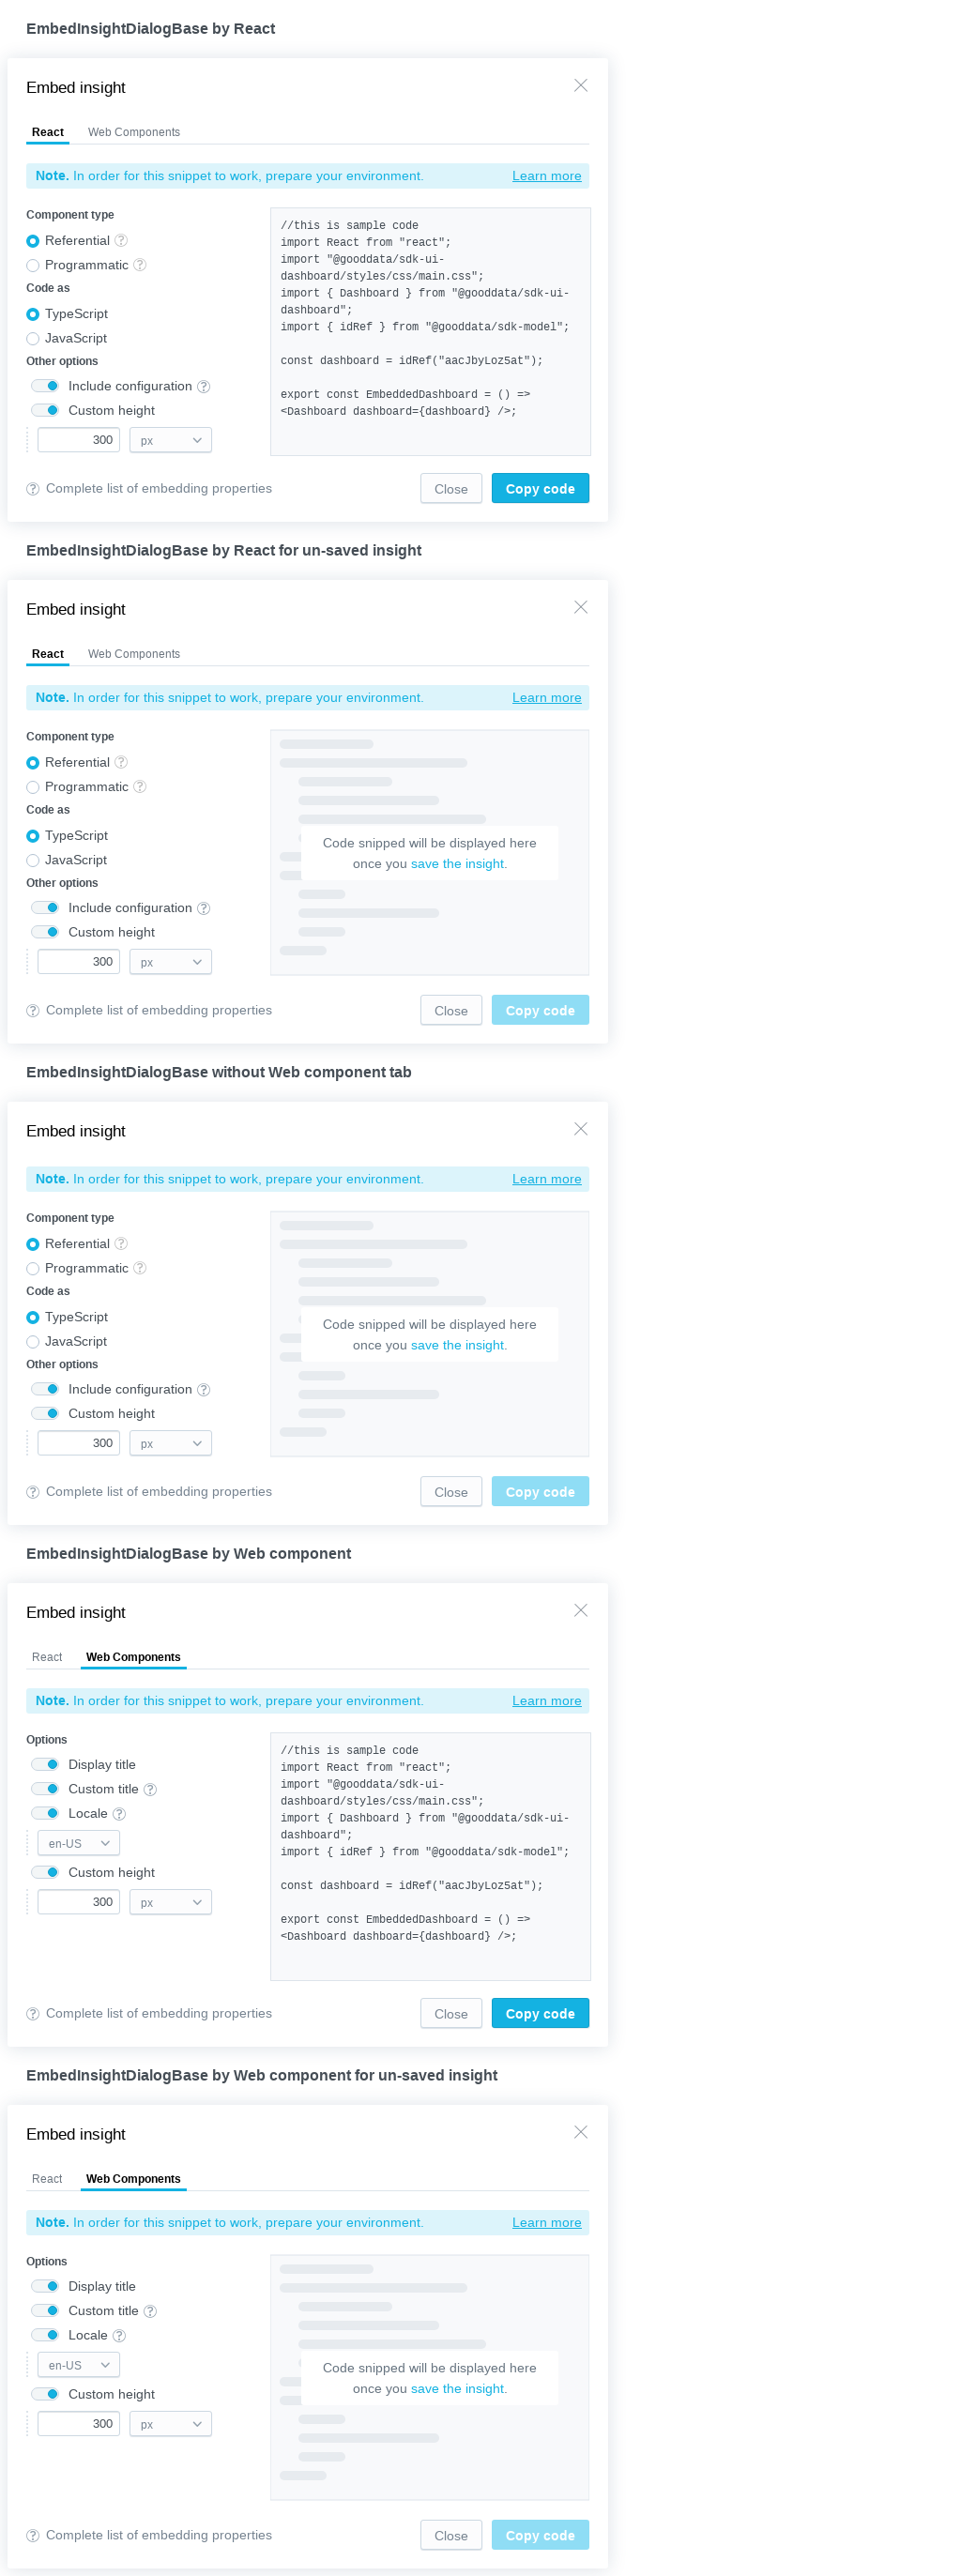 EmbedInsightDialogBase by React
Embed insight
React Web Components
Note. In order for this snippet to work, prepare your environment. Learn more
Component type
Referential
Programmatic
Code as
TypeScript
JavaScript
Other options
Include configuration
Custom height
300 px
//this is sample code
import React from "react";
import "@gooddata/sdk-ui-
dashboard/styles/css/main.css";
import { Dashboard } from "@gooddata/sdk-ui-
dashboard";
import { idRef } from "@gooddata/sdk-model";
const dashboard = idRef("aacJbyLoz5at");
export const EmbeddedDashboard = () =>
<Dashboard dashboard={dashboard} />;
Complete list of embedding properties Close Copy code
EmbedInsightDialogBase by React for un-saved insight
Embed insight
React Web Components
Note. In order for this snippet to work, prepare your environment. Learn more
Component type
Referential
Programmatic
Code as
TypeScript
JavaScript
Other options
Include configuration
Custom height
300 px
Code snipped will be displayed here
once you save the insight.
Complete list of embedding properties Close Copy code
EmbedInsightDialogBase without Web component tab
Embed insight
Note. In order for this snippet to work, prepare your environment. Learn more
Component type
Referential
Programmatic
Code as
TypeScript
JavaScript
Other options
Include configuration
Custom height
300 px
Code snipped will be displayed here
once you save the insight.
Complete list of embedding properties Close Copy code
EmbedInsightDialogBase by Web component
Embed insight
React Web Components
Note. In order for this snippet to work, prepare your environment. Learn more
Options
Display title
Custom title
Locale
en-US
Custom height
300 px
//this is sample code
import React from "react";
import "@gooddata/sdk-ui-
dashboard/styles/css/main.css";
import { Dashboard } from "@gooddata/sdk-ui-
dashboard";
import { idRef } from "@gooddata/sdk-model";
const dashboard = idRef("aacJbyLoz5at");
export const EmbeddedDashboard = () =>
<Dashboard dashboard={dashboard} />;
Complete list of embedding properties Close Copy code
EmbedInsightDialogBase by Web component for un-saved insight
Embed insight
React Web Components
Note. In order for this snippet to work, prepare your environment. Learn more
Options
Display title
Custom title
Locale
en-US
Custom height
300 px
Code snipped will be displayed here
once you save the insight.
Complete list of embedding properties Close Copy code